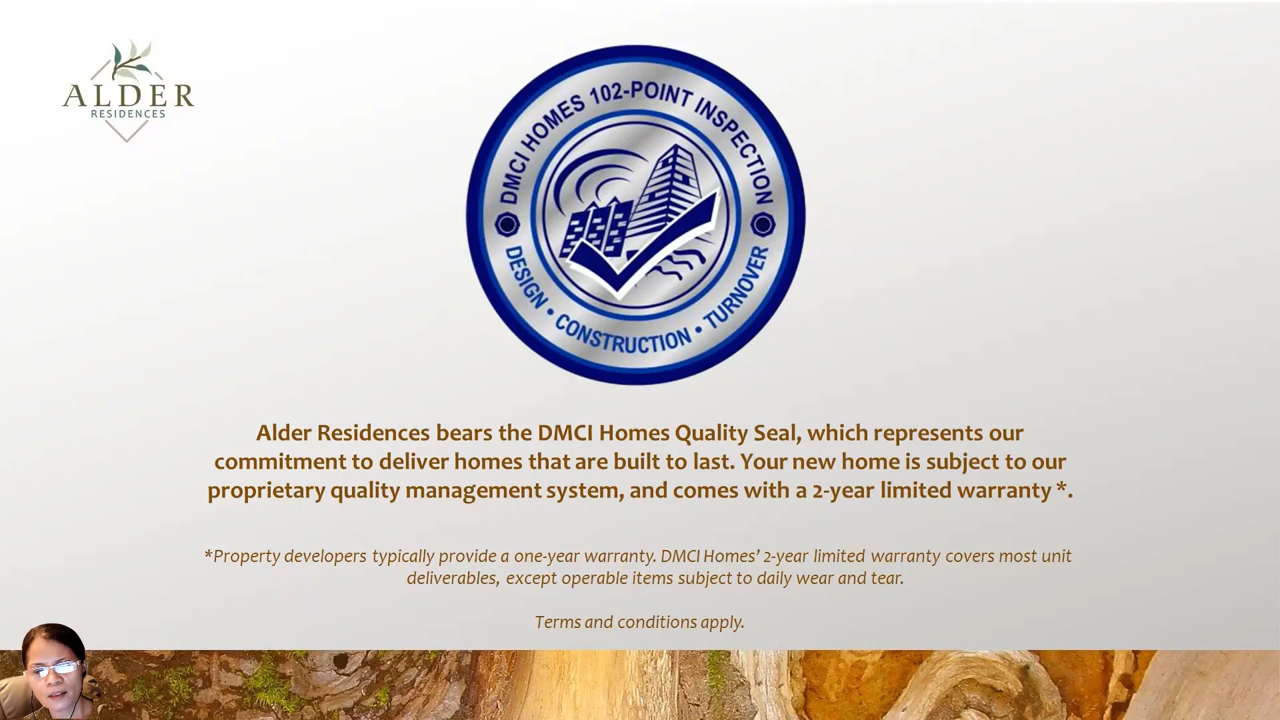 ALDER
RESIDENCES
DMCI HOMES 102-POINT INSPECTION
DESIGN • CONSTRUCTION • TURNOVER
Alder Residences bears the DMCI Homes Quality Seal, which represents our
commitment to deliver homes that are built to last. Your new home is subject to our
proprietary quality management system, and comes with a 2-year limited warranty *.
*Property developers typically provide a one-year warranty. DMCI Homes’ 2-year limited warranty covers most unit
deliverables, except operable items subject to daily wear and tear.
Terms and conditions apply.